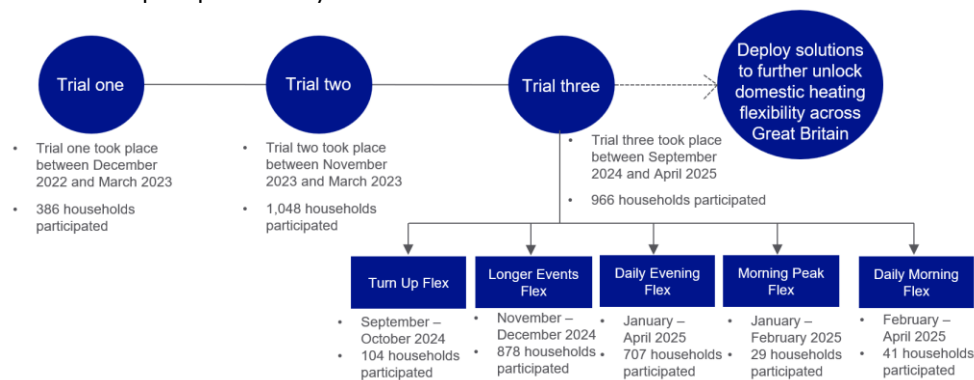 Trial one
Trial two
Trial three
Deploy solutions
to further unlock
domestic heating
flexibility across
Great Britain
• Trial one took place
between December
2022 and March 2023
• 386 households
participated
• Trial two took place
between November
2023 and March 2023
• 1,048 households
participated
• Trial three took place
between September
2024 and April 2025
• 966 households participated
Turn Up Flex
• September –
October 2024
• 104 households
participated
Longer Events
Flex
• November –
December 2024
• 878 households
participated
Daily Evening
Flex
• January –
April 2025
• 707 households
participated
Morning Peak
Flex
• January –
February 2025
• 29 households
participated
Daily Morning
Flex
• February –
April 2025
• 41 households
participated